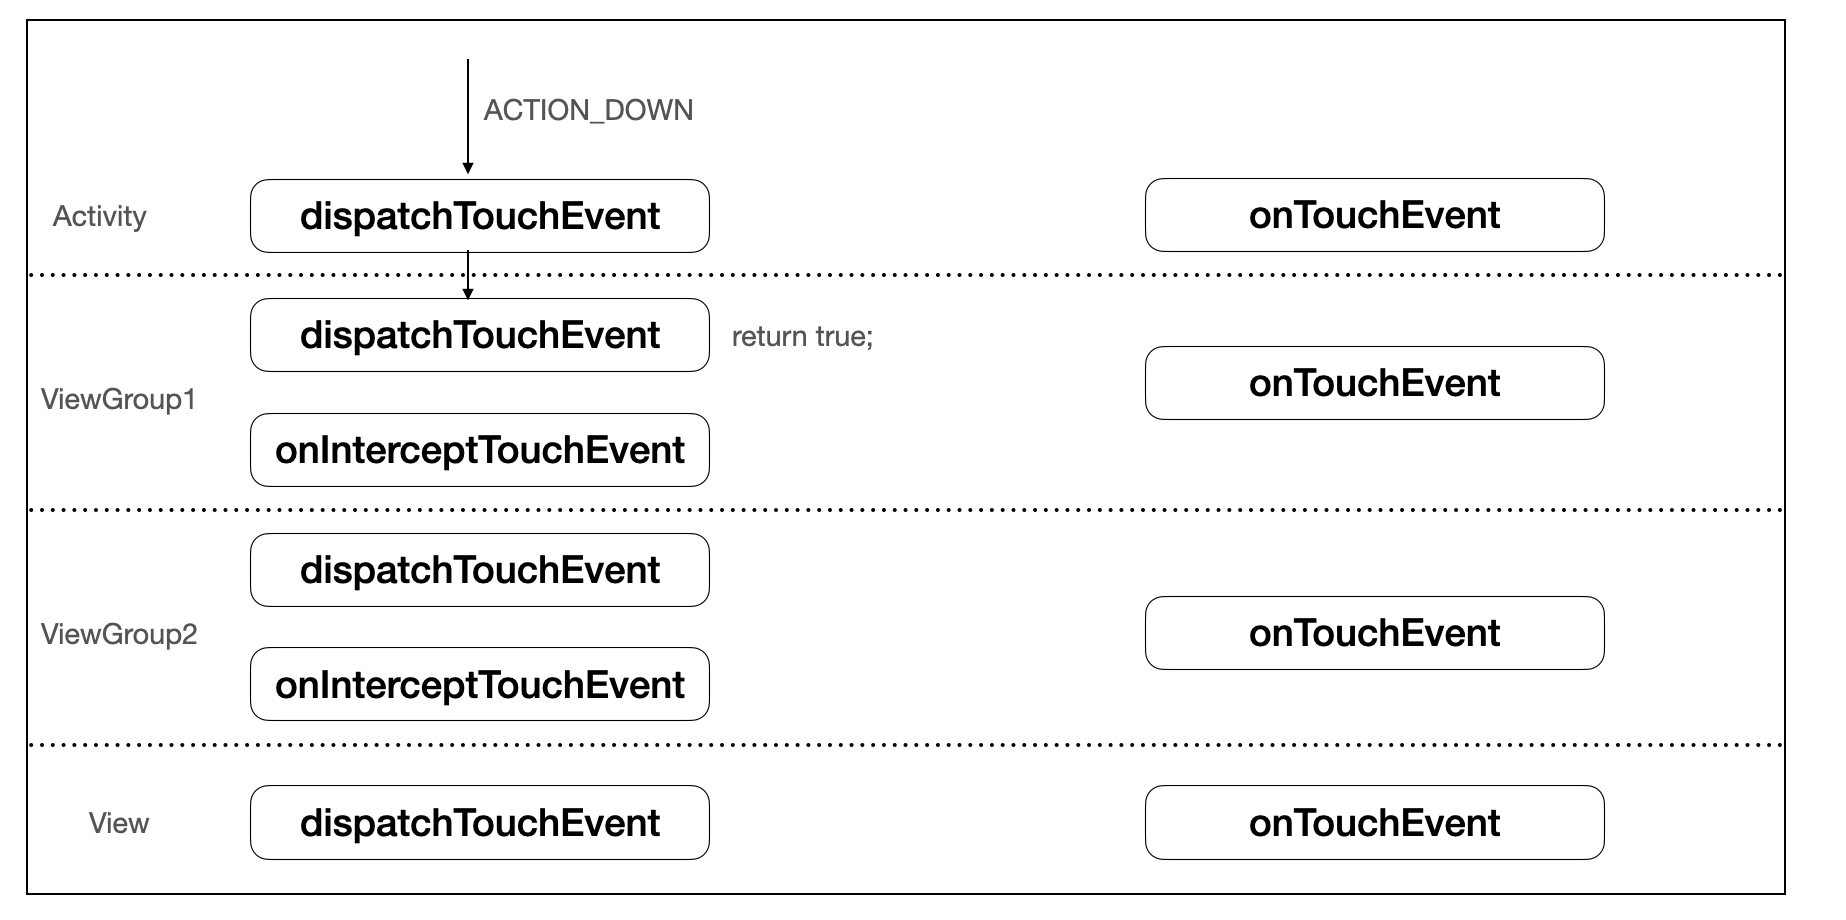 ACTION_DOWN
Activity
dispatchTouchEvent
onTouchEvent
dispatchTouchEvent
return true;
onTouchEvent
ViewGroup1
onInterceptTouchEvent
dispatchTouchEvent
ViewGroup2
onTouchEvent
onInterceptTouchEvent
View
dispatchTouchEvent
onTouchEvent